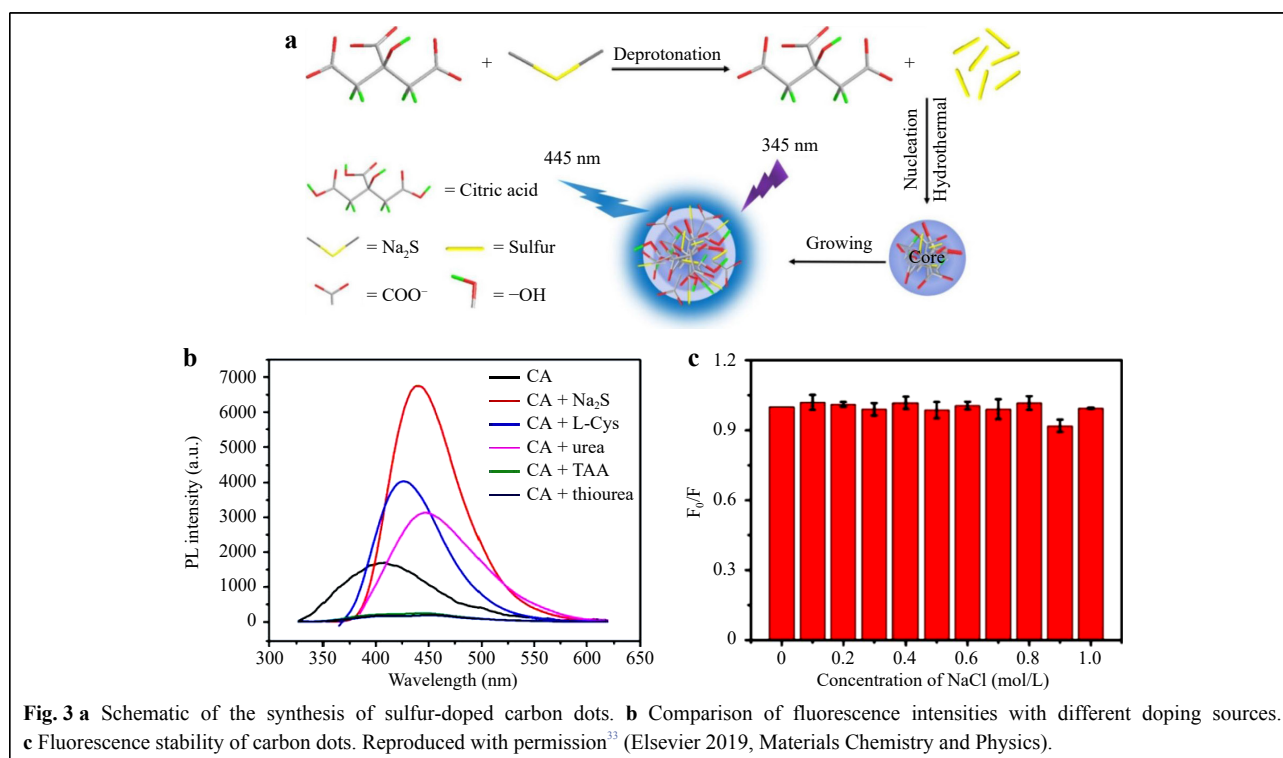 a
+
Deprotonation
+
Nucleation
Hydrothermal
445 nm
345 nm
= Citric acid
= Na₂S
= Sulfur
= COO⁻
= −OH
Growing
Core
b
7000
6000
5000
4000
3000
2000
1000
0
PL intensity (a.u.)
CA
CA + Na₂S
CA + L-Cys
CA + urea
CA + TAA
CA + thiourea
300 350 400 450 500 550 600 650
Wavelength (nm)
c
1.2
0.9
0.6
0.3
0
F₀/F
0 0.2 0.4 0.6 0.8 1.0
Concentration of NaCl (mol/L)
Fig. 3 a Schematic of the synthesis of sulfur-doped carbon dots. b Comparison of fluorescence intensities with different doping sources.
c Fluorescence stability of carbon dots. Reproduced with permission³³ (Elsevier 2019, Materials Chemistry and Physics).